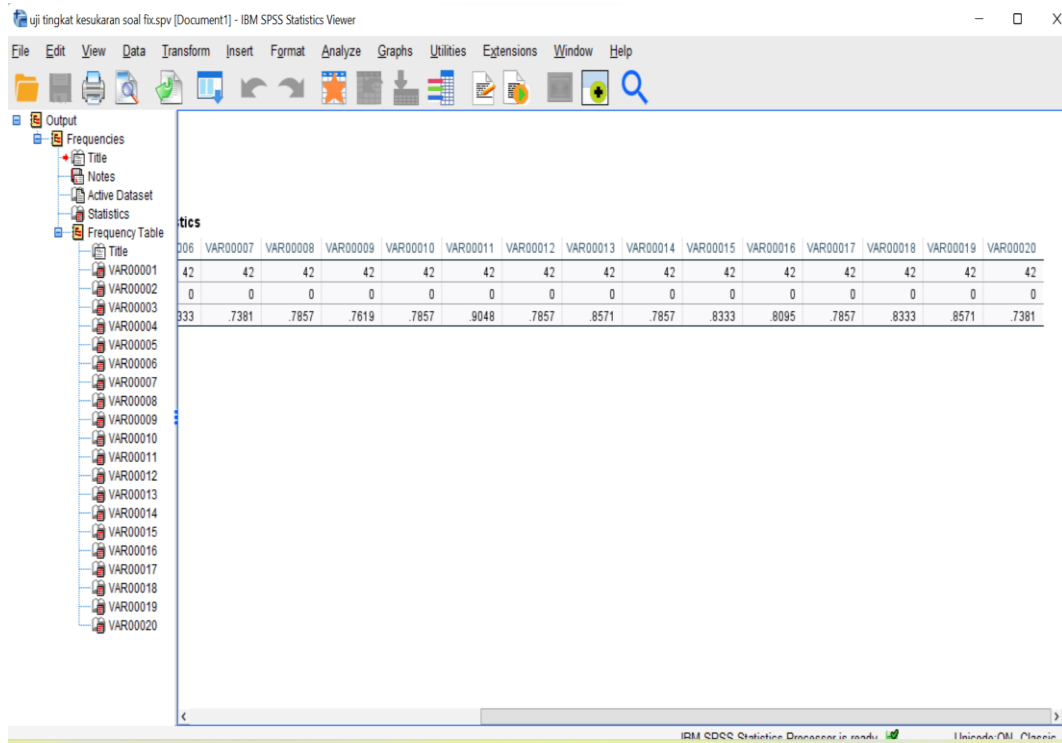 uji tingkat kesukaran soal fix.spv [Document1] - IBM SPSS Statistics Viewer
File Edit View Data Transform Insert Format Analyze Graphs Utilities Extensions Window Help
Output
Frequencies
Title
Notes
Active Dataset
Statistics
Frequency Table
Title
VAR00001
VAR00002
VAR00003
VAR00004
VAR00005
VAR00006
VAR00007
VAR00008
VAR00009
VAR00010
VAR00011
VAR00012
VAR00013
VAR00014
VAR00015
VAR00016
VAR00017
VAR00018
VAR00019
VAR00020
tics
006 VAR00007 VAR00008 VAR00009 VAR00010 VAR00011 VAR00012 VAR00013 VAR00014 VAR00015 VAR00016 VAR00017 VAR00018 VAR00019 VAR00020
42 42 42 42 42 42 42 42 42 42 42 42 42 42 42
0 0 0 0 0 0 0 0 0 0 0 0 0 0 0
333 .7381 .7857 .7619 .7857 .9048 .7857 .8571 .7857 .8333 .8095 .7857 .8333 .8571 .7381
IBM SPSS Statistics Processor is ready Unicode:ON Classic